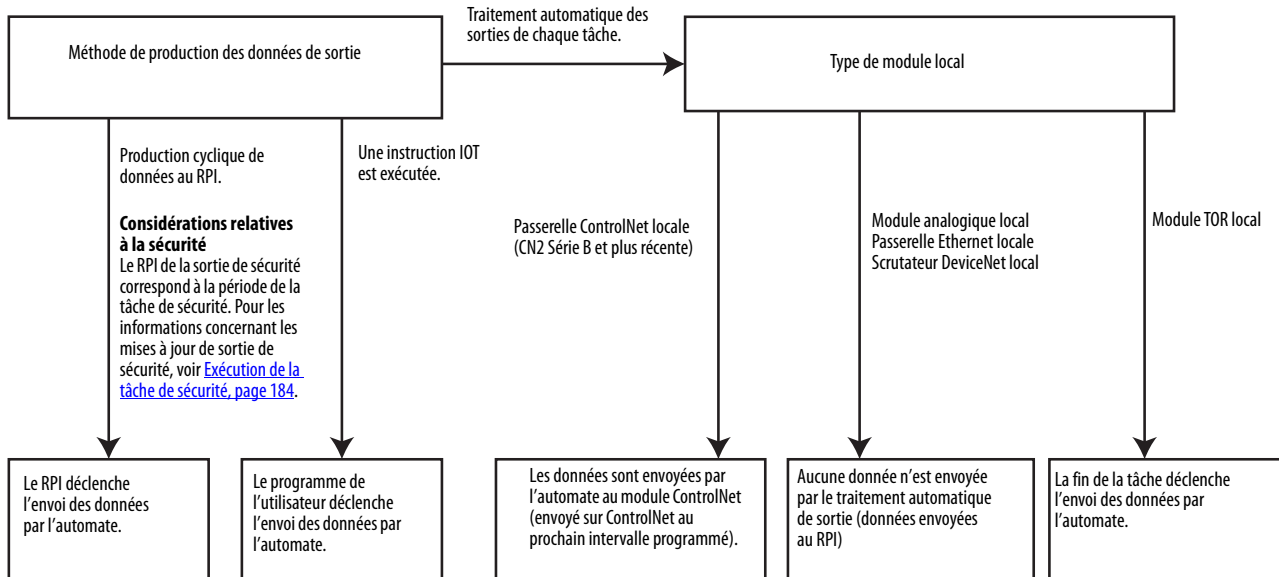 Traitement automatique des
sorties de chaque tâche.
Méthode de production des données de sortie
Type de module local
Production cyclique de
données au RPI.
Considérations relatives
à la sécurité
Le RPI de la sortie de sécurité
correspond à la période de la
tâche de sécurité. Pour les
informations concernant les
mises à jour de sortie de
sécurité, voir Exécution de la
tâche de sécurité, page 184.
Une instruction IOT
est exécutée.
Passerelle ControlNet locale
(CN2 Série B et plus récente)
Module analogique local
Passerelle Ethernet locale
Scrutateur DeviceNet local
Module TOR local
Le RPI déclenche
l’envoi des données
par l’automate.
Le programme de
l’utilisateur déclenche
l’envoi des données par
l’automate.
Les données sont envoyées par
l’automate au module ControlNet
(envoyé sur ControlNet au
prochain intervalle programmé).
Aucune donnée n’est envoyée
par le traitement automatique
de sortie (données envoyées
au RPI)
La fin de la tâche déclenche
l’envoi des données par
l’automate.